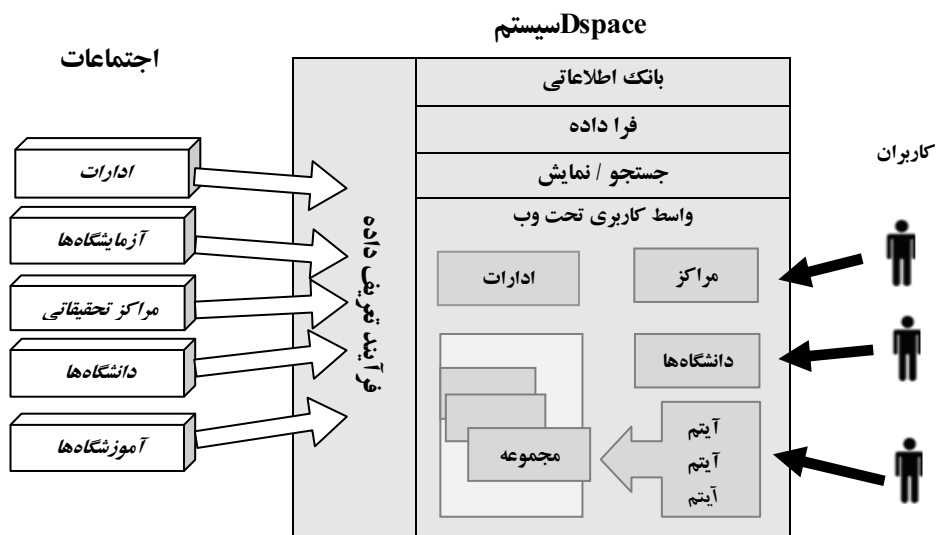 سیستمDspace
اجتماعات
کاربران
بانک اطلاعاتی
فرا داده
جستجو / نمایش
واسط کاربری تحت وب
ادارات
آزمایشگاه‌ها
مراکز تحقیقاتی
دانشگاه‌ها
آموزشگاه‌ها
فرآیند تعریف داده
مراکز
ادارات
دانشگاه‌ها
آیتم
آیتم
آیتم
مجموعه